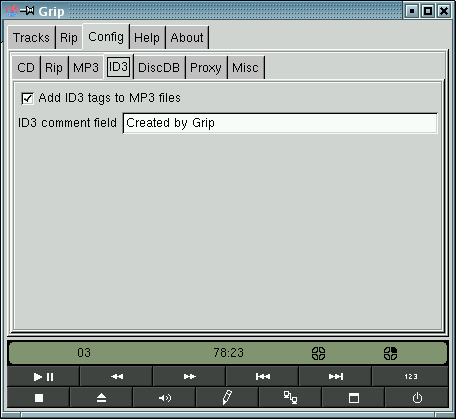 Grip
Tracks Rip Config Help About
CD Rip MP3 ID3 DiscDB Proxy Misc
Add ID3 tags to MP3 files
ID3 comment field Created by Grip
03 78:23
123